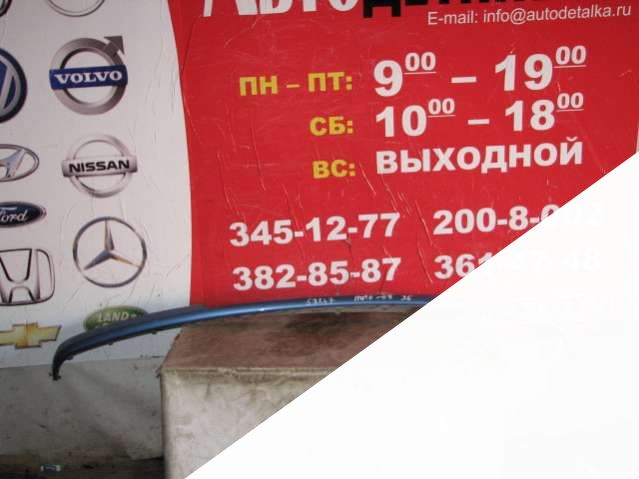 E-mail: info@autodetalka.ru
VOLVO
ПН – ПТ: 9⁰⁰ – 19⁰⁰
СБ: 10⁰⁰ – 18⁰⁰
NISSAN
ВС: ВЫХОДНОЙ
Ford
345-12-77
382-85-87
LAND